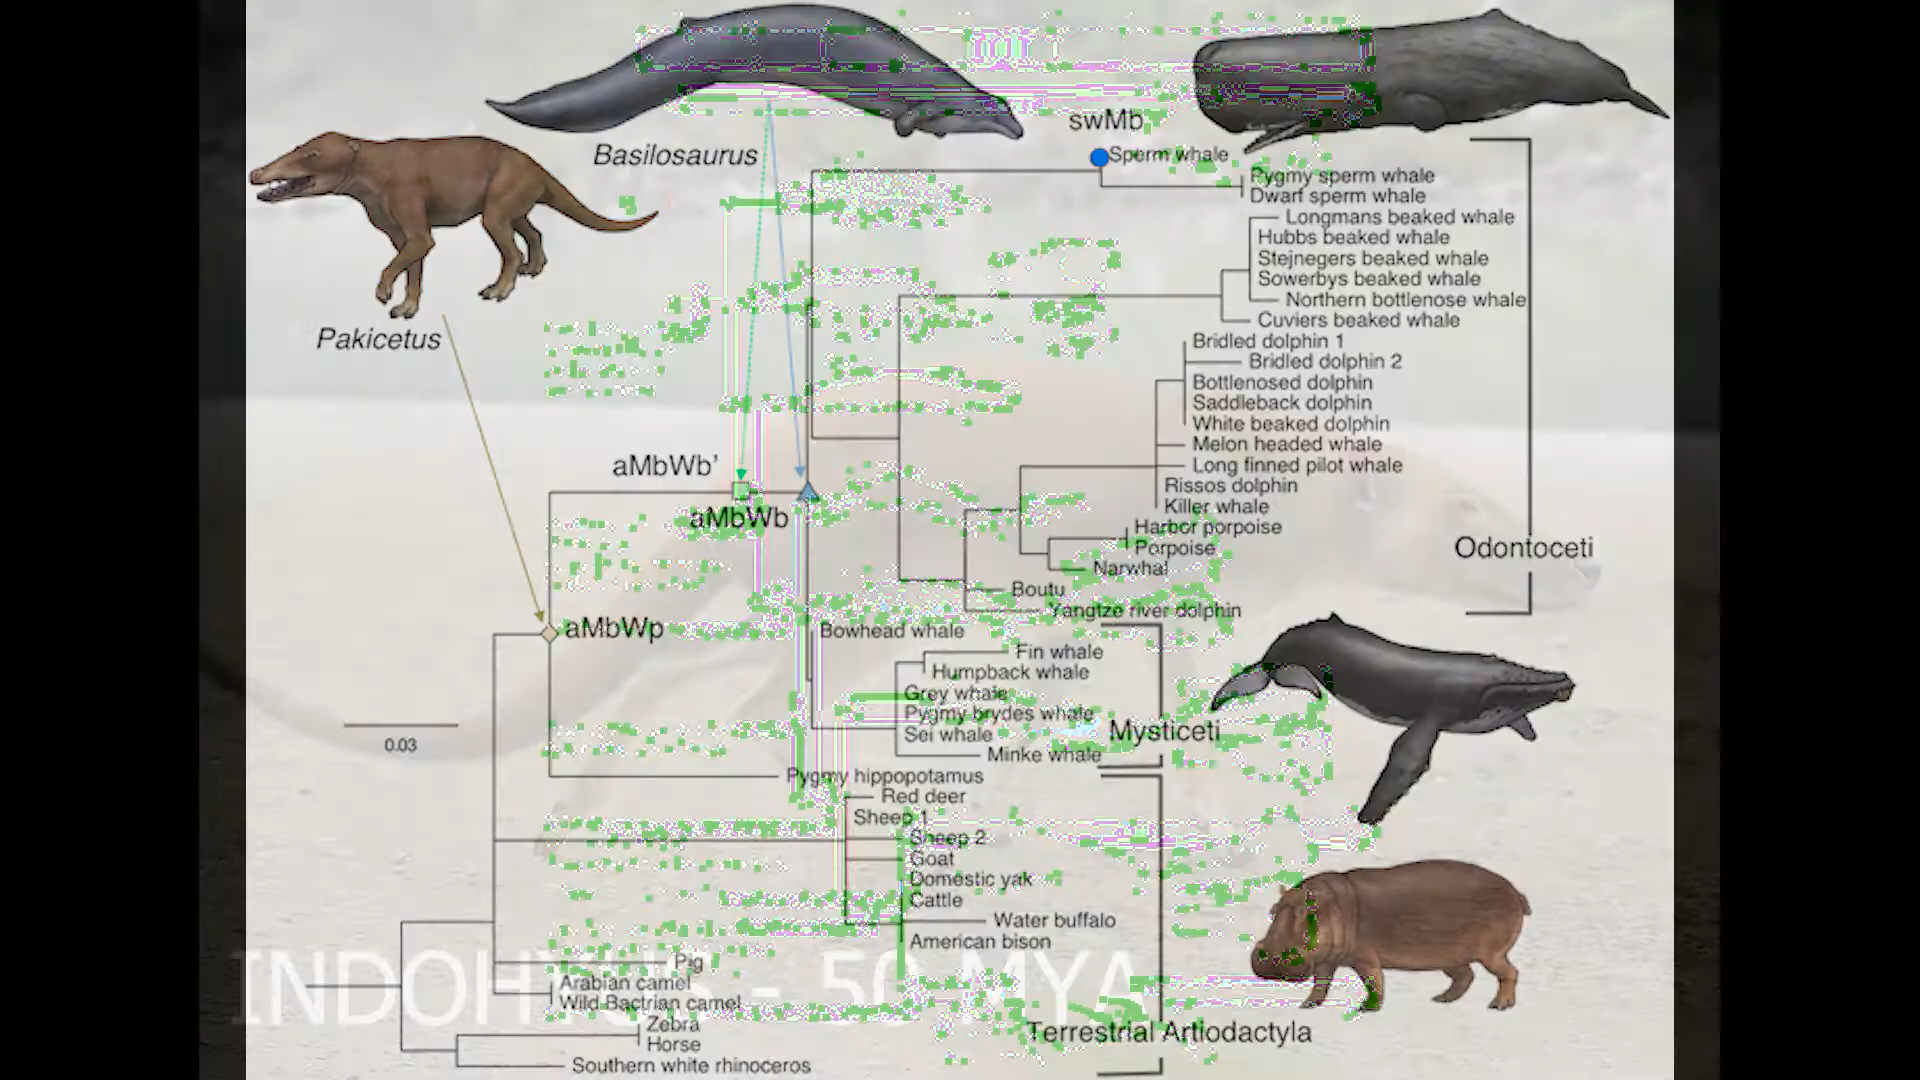 swMb
Sperm whale
Basilosaurus
Pygmy sperm whale
Dwarf sperm whale
Longmans beaked whale
Hubbs beaked whale
Stejnegers beaked whale
Sowerbys beaked whale
Northern bottlenose whale
Cuviers beaked whale
Pakicetus
Bridled dolphin 1
Bridled dolphin 2
Bottlenosed dolphin
Saddleback dolphin
White beaked dolphin
Melon headed whale
aMbWb'
Long finned pilot whale
Rissos dolphin
Killer whale
aMbWb
Harbor porpoise
Porpoise
Odontoceti
Narwhal
Boutu
Yangtze river dolphin
aMbWp
Bowhead whale
Fin whale
Humpback whale
Grey whale
Pygmy brydes whale
Mysticeti
Sei whale
0.03
Minke whale
Pygmy hippopotamus
Red deer
Sheep 1
Sheep 2
Goat
Domestic yak
Cattle
Water buffalo
American bison
Pig
Arabian camel
INDOHYUS - 50 MYA
Wild Bactrian camel
Zebra
Terrestrial Artiodactyla
Horse
Southern white rhinoceros